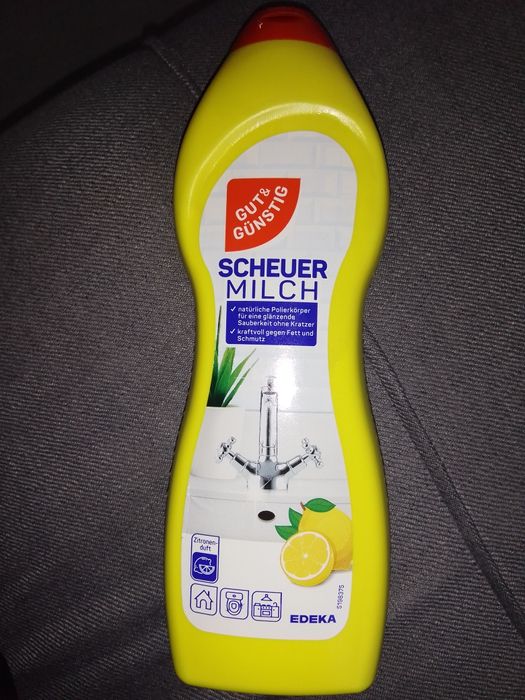 GUT&
GÜNSTIG
SCHEUER
MILCH
natürliche Polierkörper
für eine glänzende
Sauberkeit ohne Kratzer
kraftvoll gegen Fett und
Schmutz
Zitronen-
duft
EDEKA
S198375